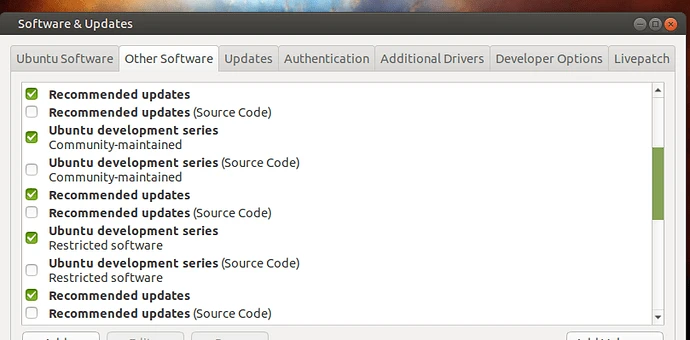 Software & Updates
Ubuntu Software Other Software Updates Authentication Additional Drivers Developer Options Livepatch
Recommended updates
Recommended updates (Source Code)
Ubuntu development series
Community-maintained
Ubuntu development series (Source Code)
Community-maintained
Recommended updates
Recommended updates (Source Code)
Ubuntu development series
Restricted software
Ubuntu development series (Source Code)
Restricted software
Recommended updates
Recommended updates (Source Code)